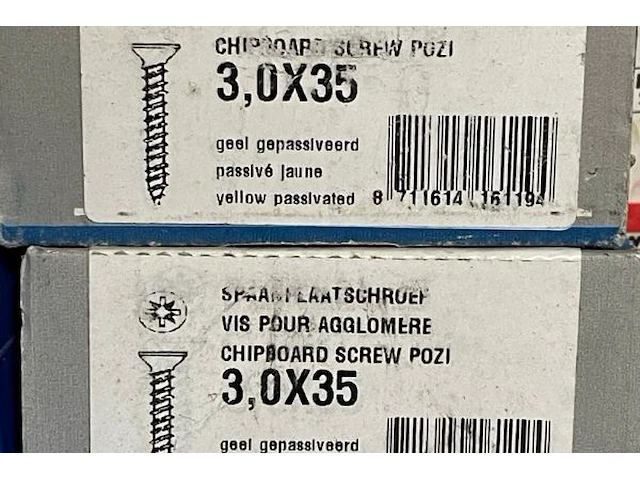 CHIPBOARD SCREW POZI
3,0X35
geel gepassiveerd
passivé jaune
yellow passivated
8 711614 161194
SPAANPLAATSCHROEF
VIS POUR AGGLOMERE
CHIPBOARD SCREW POZI
3,0X35
geel gepassiveerd